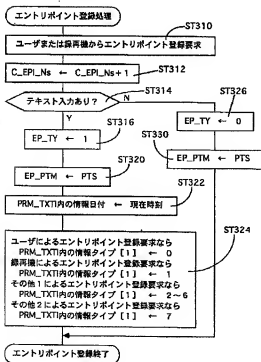 エントリポイント登録処理
ST310
ユーザまたは録再機からエントリポイント登録要求
ST312
C_EPI_Ns ← C_EPI_Ns+1
ST314
テキスト入力あり？
N
ST326
Y
ST316
EP_TY ← 0
EP_TY ← 1
ST330
ST320
EP_PTM ← PTS
EP_PTM ← PTS
ST322
PRM_TXTI内の情報日付 ← 現在時刻
ST324
ユーザによるエントリポイント登録要求なら
PRM_TXTI内の情報タイプ [1] ← 0
録再機によるエントリポイント登録要求なら
PRM_TXTI内の情報タイプ [1] ← 1
その他1によるエントリポイント登録要求なら
PRM_TXTI内の情報タイプ [1] ← 2～6
その他2によるエントリポイント登録要求なら
PRM_TXTI内の情報タイプ [1] ← 7
エントリポイント登録終了